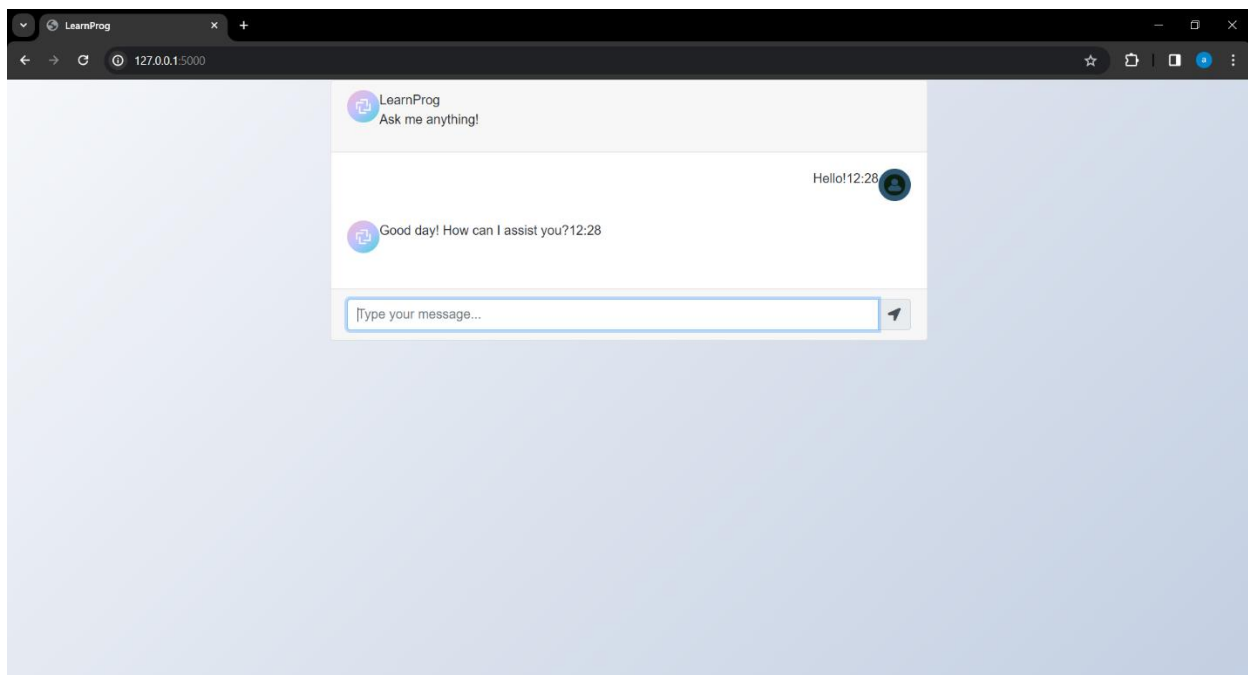 LearnProg
127.0.0.1:5000
a
LearnProg
Ask me anything!
Hello!12:28
Good day! How can I assist you?12:28
Type your message...